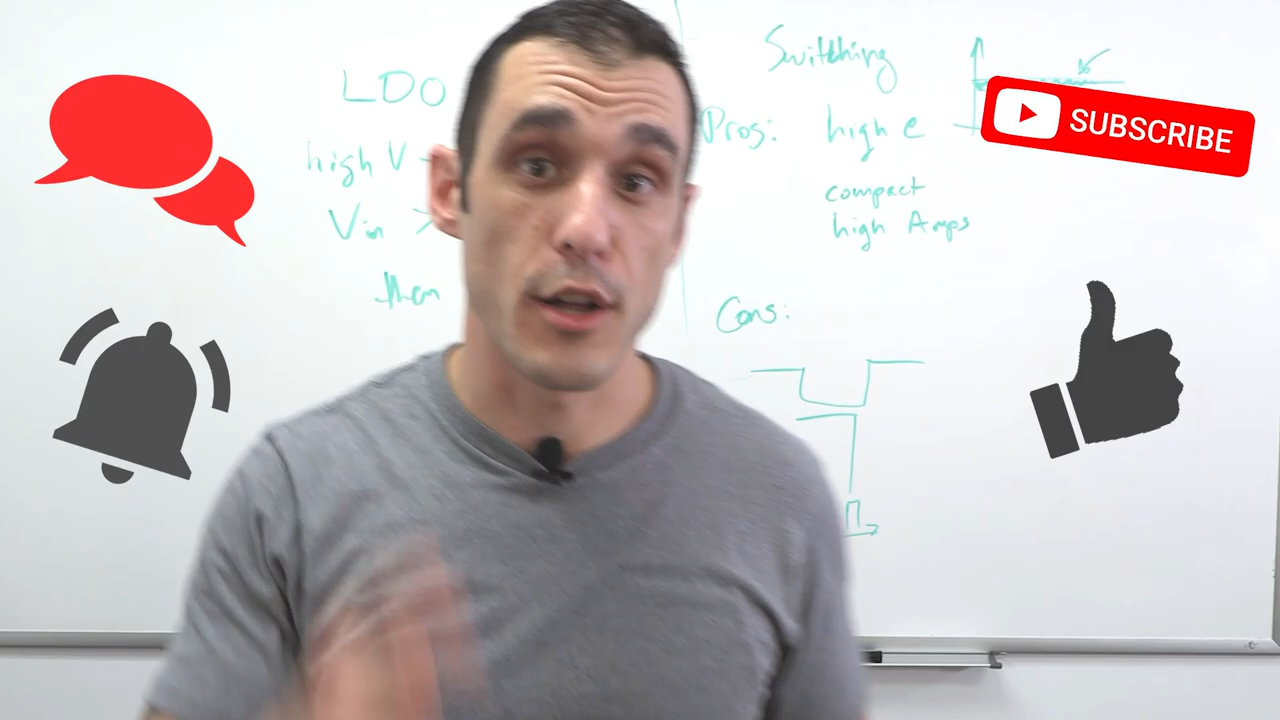 LDO
high V
Vin >
then
Switching
Pros: high e
compact
high Amps
Cons:
SUBSCRIBE